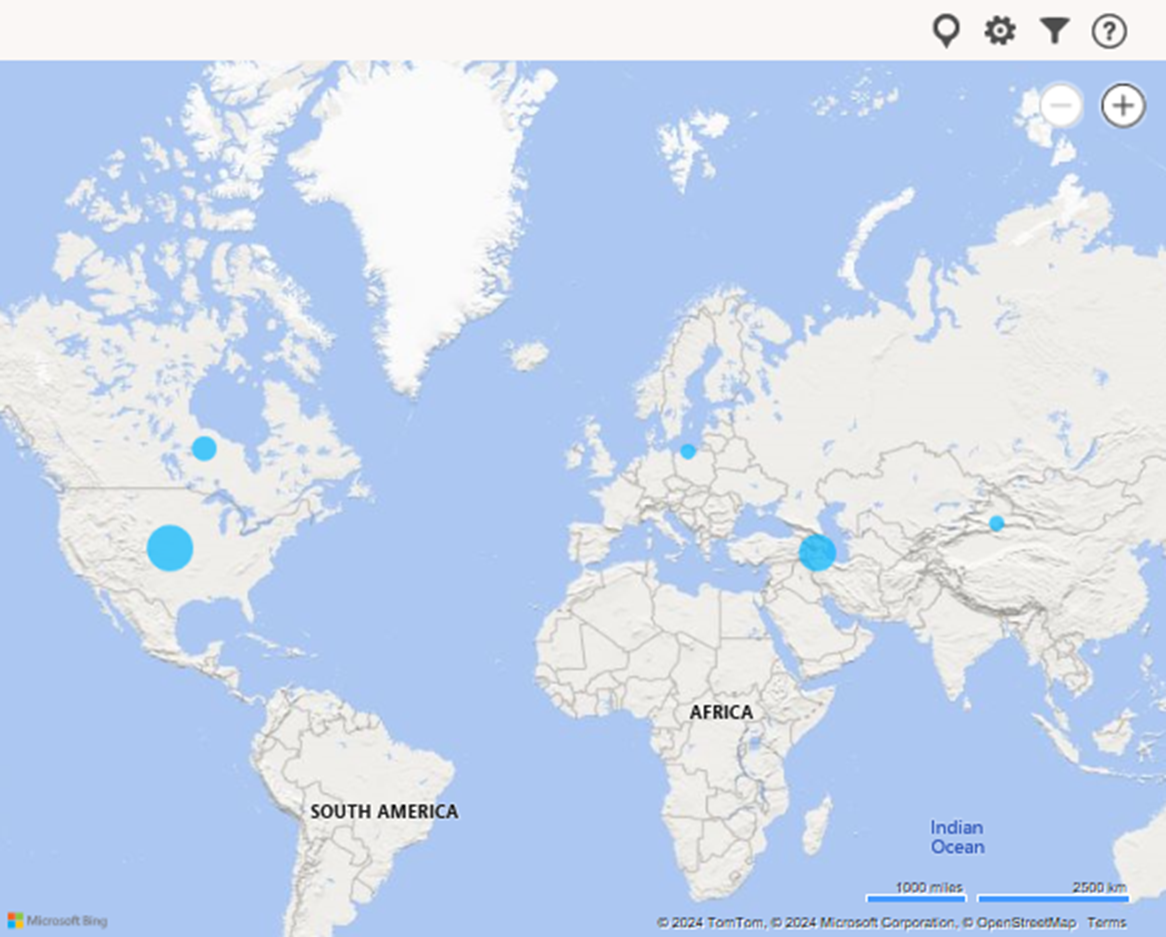 AFRICA
SOUTH AMERICA
Indian
Ocean
1000 miles
2500 km
Microsoft Bing
© 2024 TomTom, © 2024 Microsoft Corporation, © OpenStreetMap Terms